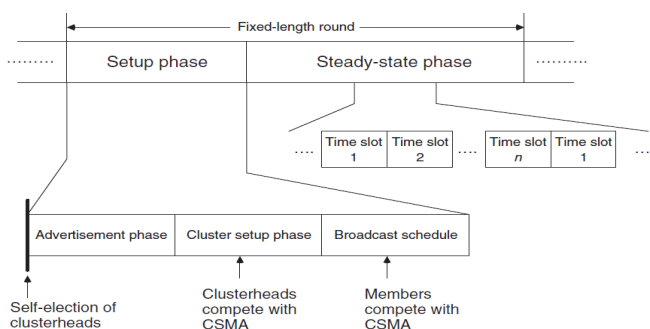 Fixed-length round
Setup phase
Steady-state phase
Time slot
1
Time slot
2
Time slot
n
Time slot
1
Advertisement phase
Cluster setup phase
Broadcast schedule
Self-election of
clusterheads
Clusterheads
compete with
CSMA
Members
compete with
CSMA